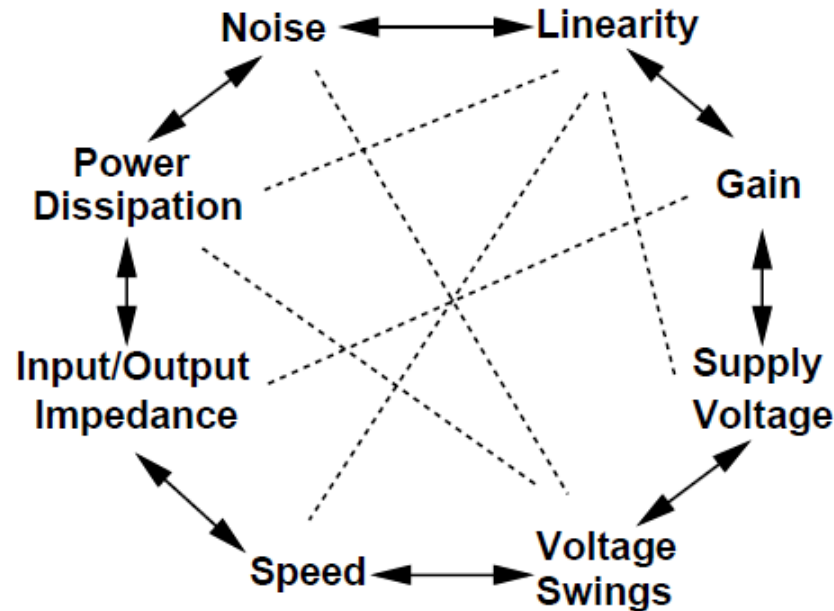 Noise
Linearity
Power
Dissipation
Gain
Input/Output
Impedance
Supply
Voltage
Speed
Voltage
Swings